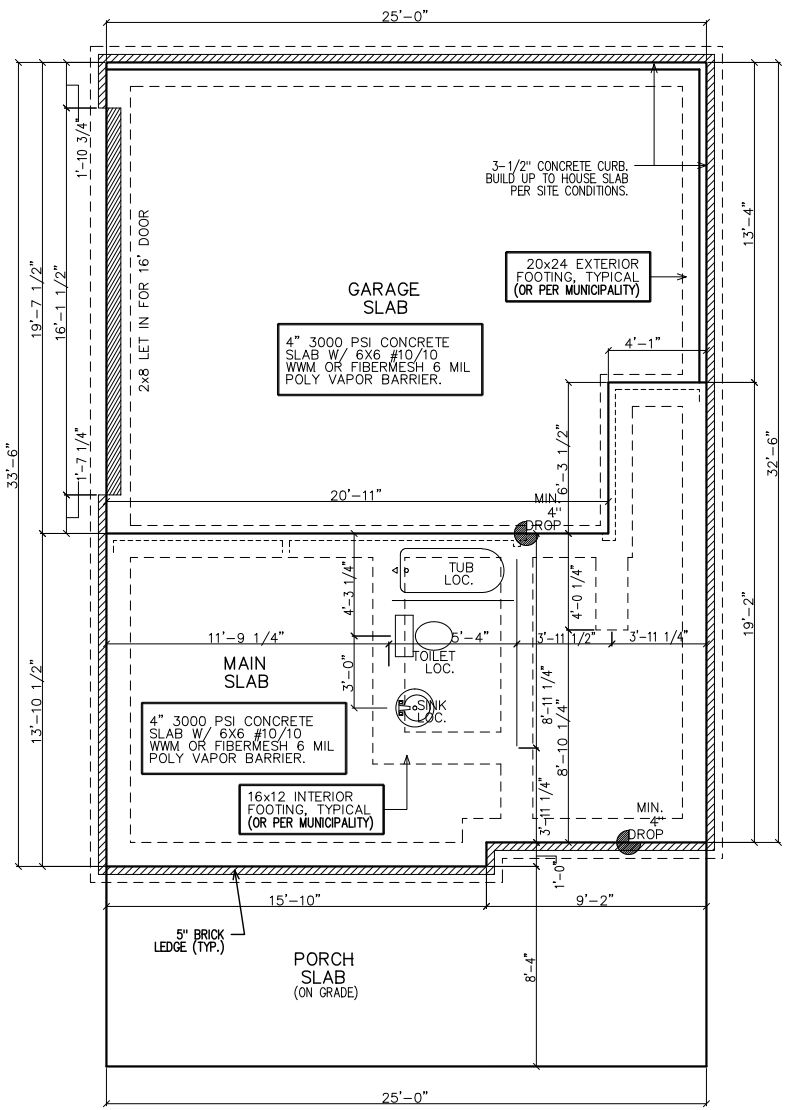 25'-0"
1'-10 3/4"
3-1/2" CONCRETE CURB.
BUILD UP TO HOUSE SLAB
PER SITE CONDITIONS.
13'-4"
2x8 LET IN FOR 16' DOOR
20x24 EXTERIOR
FOOTING, TYPICAL
(OR PER MUNICIPALITY)
GARAGE
SLAB
19'-7 1/2"
16'-1 1/2"
4" 3000 PSI CONCRETE
SLAB W/ 6X6 #10/10
WWM OR FIBERMESH 6 MIL
POLY VAPOR BARRIER.
4'-1"
33'-6"
1'-7 1/4"
6'-3 1/2"
32'-6"
20'-11"
MIN.
4"
DROP
TUB
LOC.
4'-3 1/4"
4'-0 1/4"
19'-2"
11'-9 1/4"
5'-4"
3'-11 1/2"
3'-11 1/4"
TOILET
LOC.
MAIN
SLAB
3'-0"
SINK
LOC.
13'-10 1/2"
8'-11 1/4"
8'-10 1/4"
4" 3000 PSI CONCRETE
SLAB W/ 6X6 #10/10
WWM OR FIBERMESH 6 MIL
POLY VAPOR BARRIER.
16x12 INTERIOR
FOOTING, TYPICAL
(OR PER MUNICIPALITY)
3'-11 1/4"
MIN.
4"
DROP
1'-0"
15'-10"
9'-2"
5" BRICK
LEDGE (TYP.)
PORCH
SLAB
(ON GRADE)
8'-4"
25'-0"